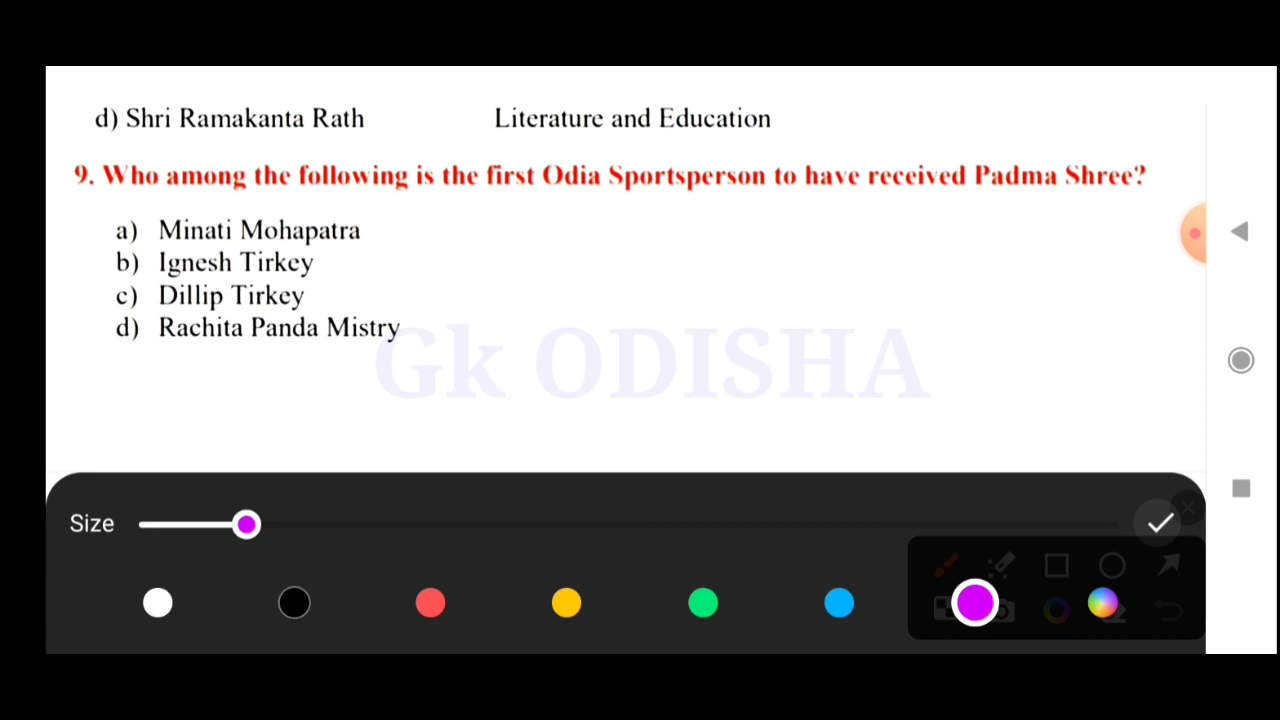 d) Shri Ramakanta Rath Literature and Education
9. Who among the following is the first Odia Sportsperson to have received Padma Shree?
a) Minati Mohapatra
b) Ignesh Tirkey
c) Dillip Tirkey
d) Rachita Panda Mistry
Gk ODISHA
Size